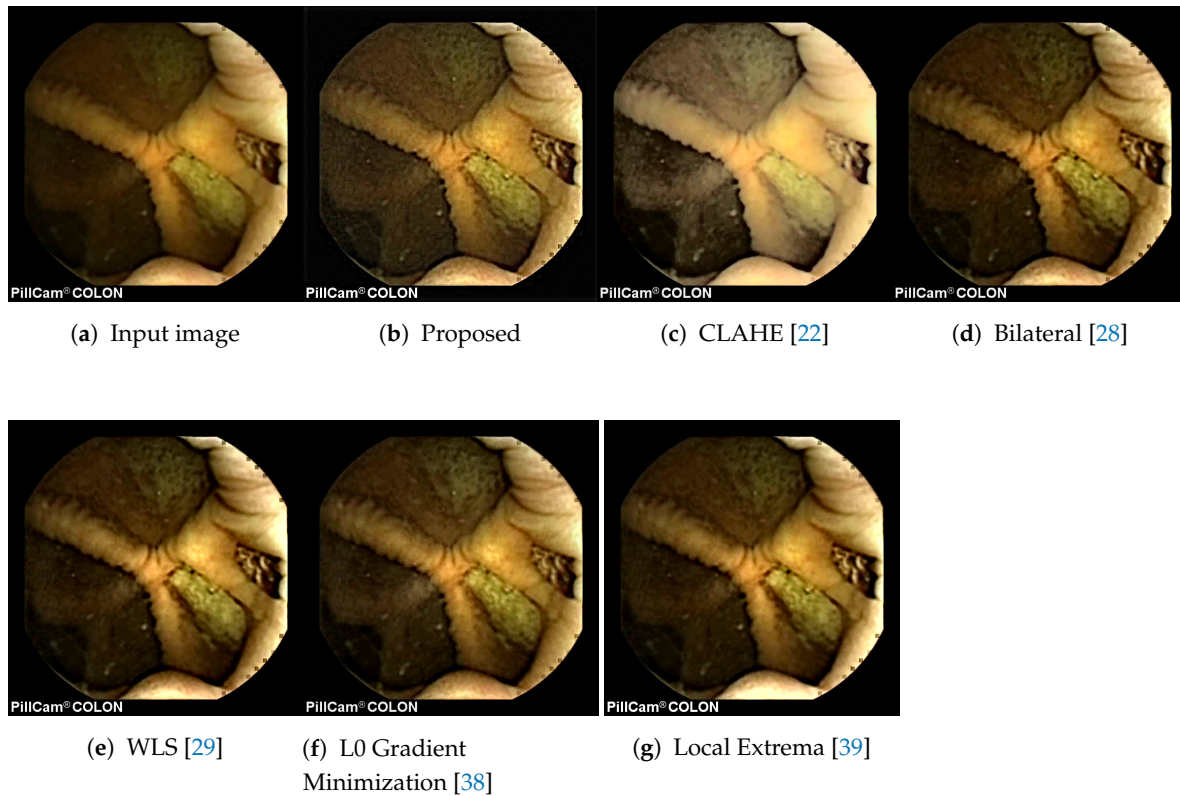 PillCam® COLON
PillCam® COLON
PillCam® COLON
PillCam® COLON
(a) Input image
(b) Proposed
(c) CLAHE [22]
(d) Bilateral [28]
PillCam® COLON
PillCam® COLON
PillCam® COLON
(e) WLS [29]
(f) L0 Gradient
Minimization [38]
(g) Local Extrema [39]